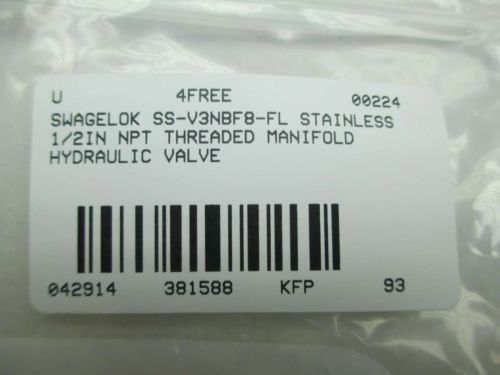 U 4FREE 00224
SWAGELOK SS-V3NBF8-FL STAINLESS
1/2IN NPT THREADED MANIFOLD
HYDRAULIC VALVE
042914 381588 KFP 93